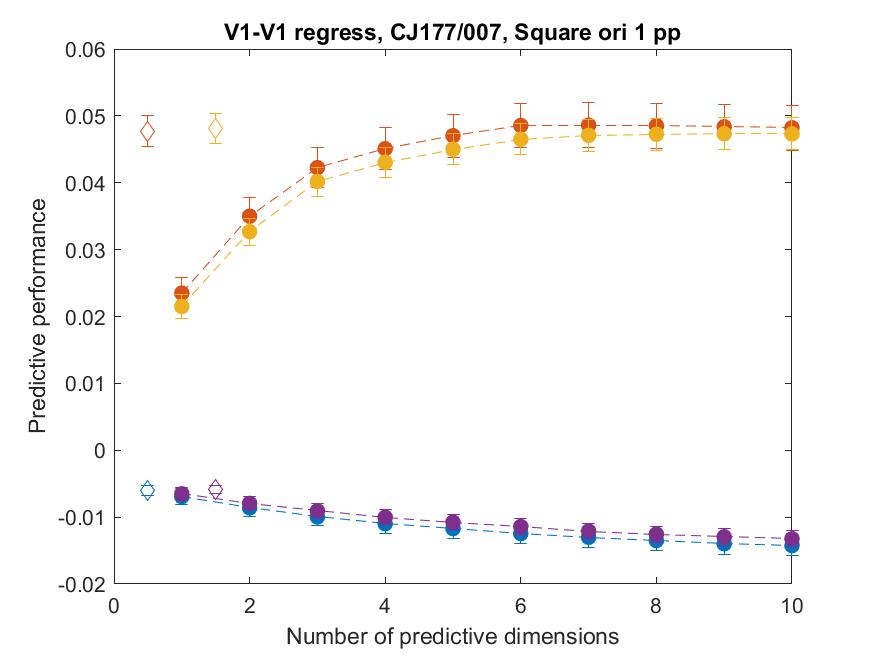 V1-V1 regress, CJ177/007, Square ori 1 pp
0.06
0.05
0.04
0.03
0.02
0.01
0
-0.01
-0.02
Predictive performance
0 2 4 6 8 10
Number of predictive dimensions